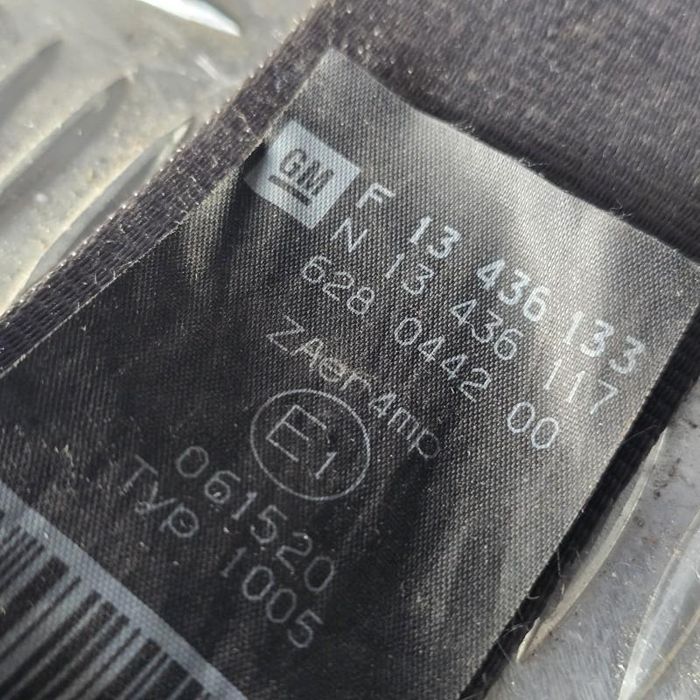 GM
F 13 436 133
N 13 436 117
628 0442 00
ZAer4mp
E1
061520
Typ 1005